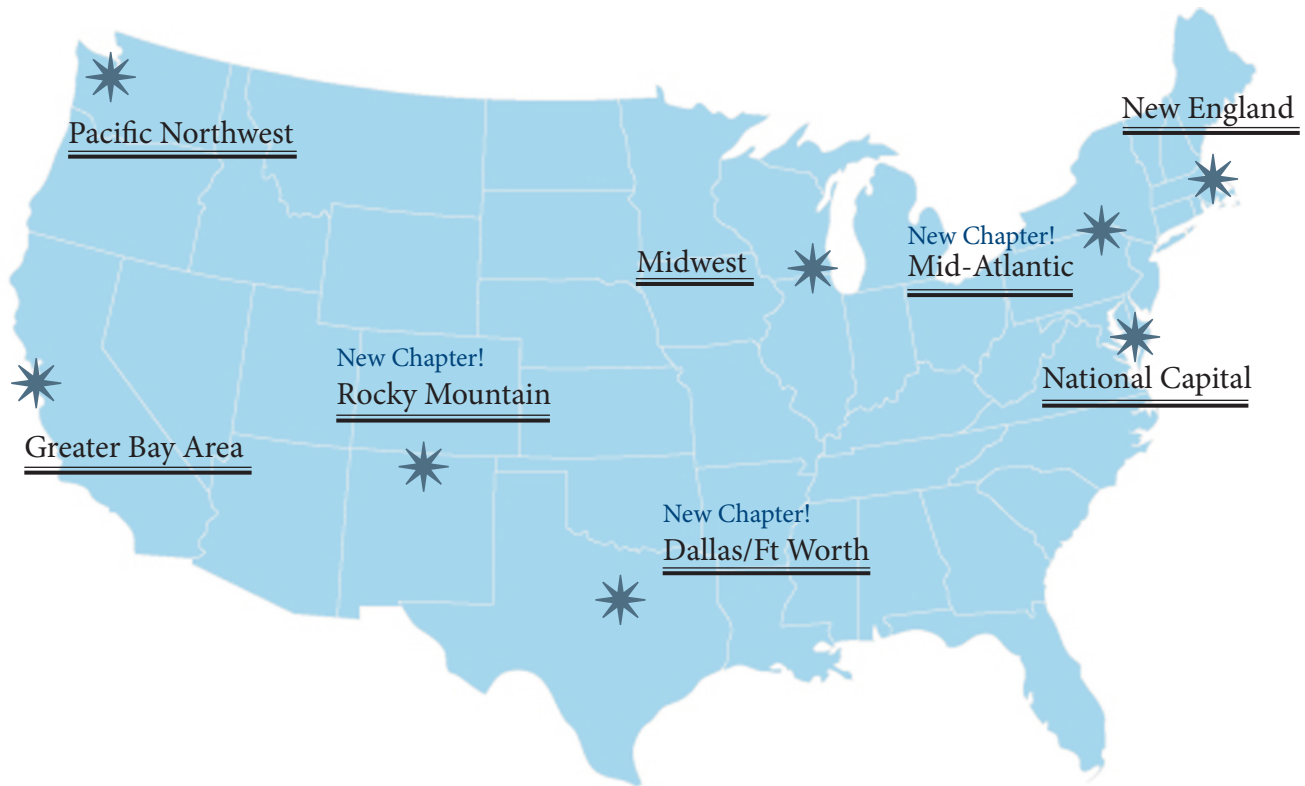 New England
Pacific Northwest
New Chapter!
Mid-Atlantic
Midwest
New Chapter!
Rocky Mountain
National Capital
Greater Bay Area
New Chapter!
Dallas/Ft Worth